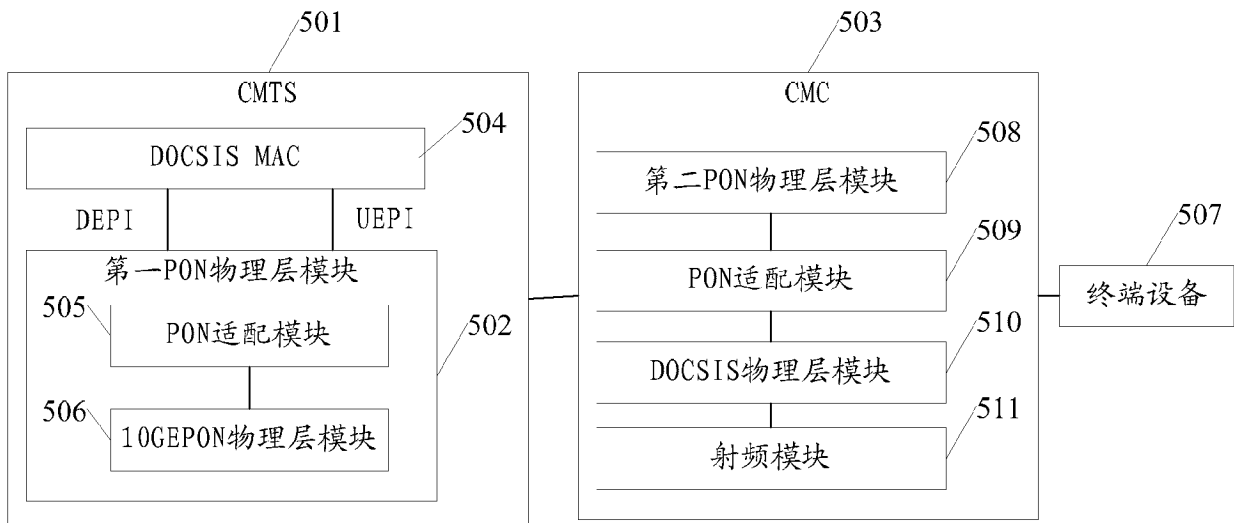 501
CMTS
504
DOCSIS MAC
DEPI
UEPI
第一PON物理层模块
505
PON适配模块
502
506
10GEPON物理层模块
503
CMC
508
第二PON物理层模块
509
PON适配模块
510
DOCSIS物理层模块
511
射频模块
507
终端设备